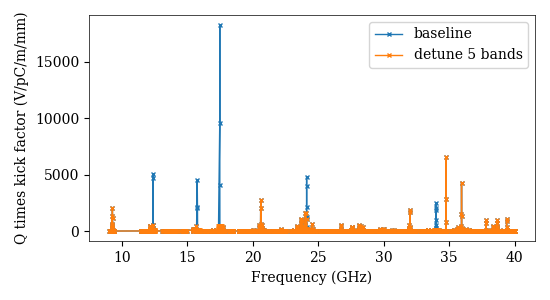 Q times kick factor (V/pC/m/mm)
15000
10000
5000
0
baseline
detune 5 bands
10 15 20 25 30 35 40
Frequency (GHz)